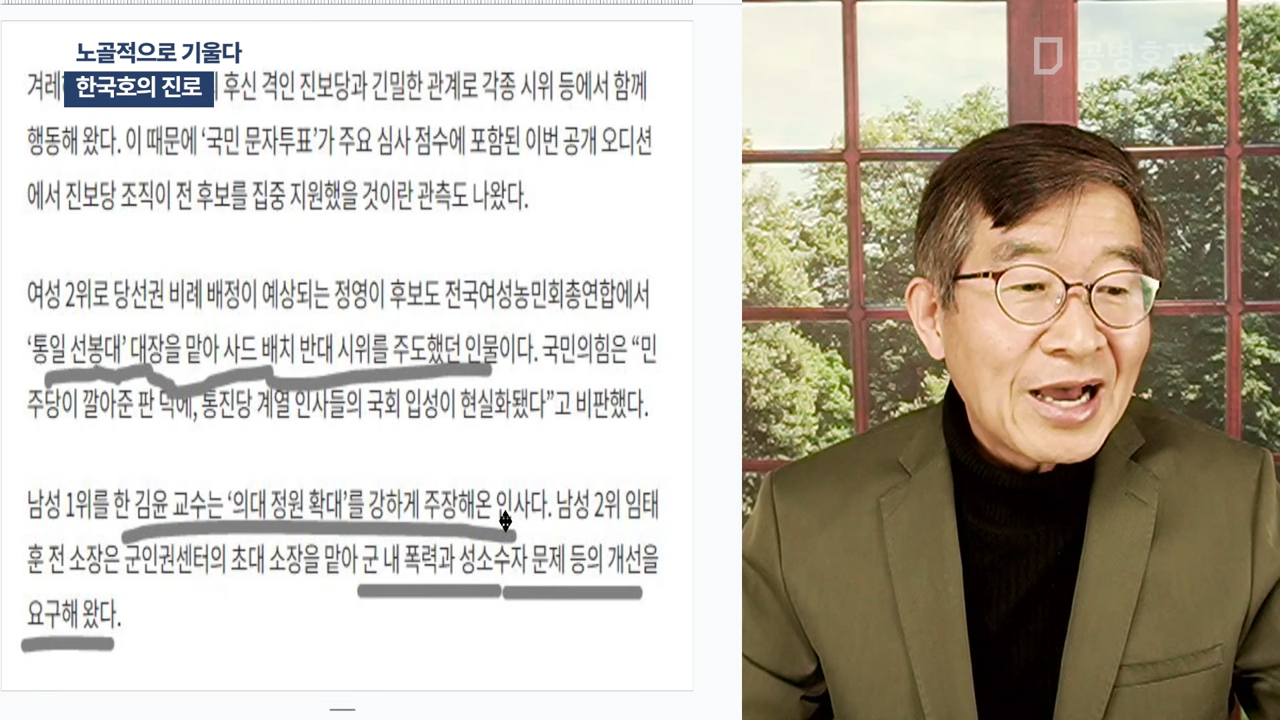 노골적으로 기울다
한국호의 진로
겨레
후신 격인 진보당과 긴밀한 관계로 각종 시위 등에서 함께
행동해 왔다. 이 때문에 ‘국민 문자투표’가 주요 심사 점수에 포함된 이번 공개 오디션
에서 진보당 조직이 전 후보를 집중 지원했을 것이란 관측도 나왔다.
여성 2위로 당선권 비례 배정이 예상되는 정영이 후보도 전국여성농민회총연합에서
‘통일 선봉대’ 대장을 맡아 사드 배치 반대 시위를 주도했던 인물이다. 국민의힘은 “민
주당이 깔아준 판 덕에, 통진당 계열 인사들의 국회 입성이 현실화됐다”고 비판했다.
남성 1위를 한 김윤 교수는 ‘의대 정원 확대’를 강하게 주장해온 인사다. 남성 2위 임태
훈 전 소장은 군인권센터의 초대 소장을 맡아 군 내 폭력과 성소수자 문제 등의 개선을
요구해 왔다.
공병호TV